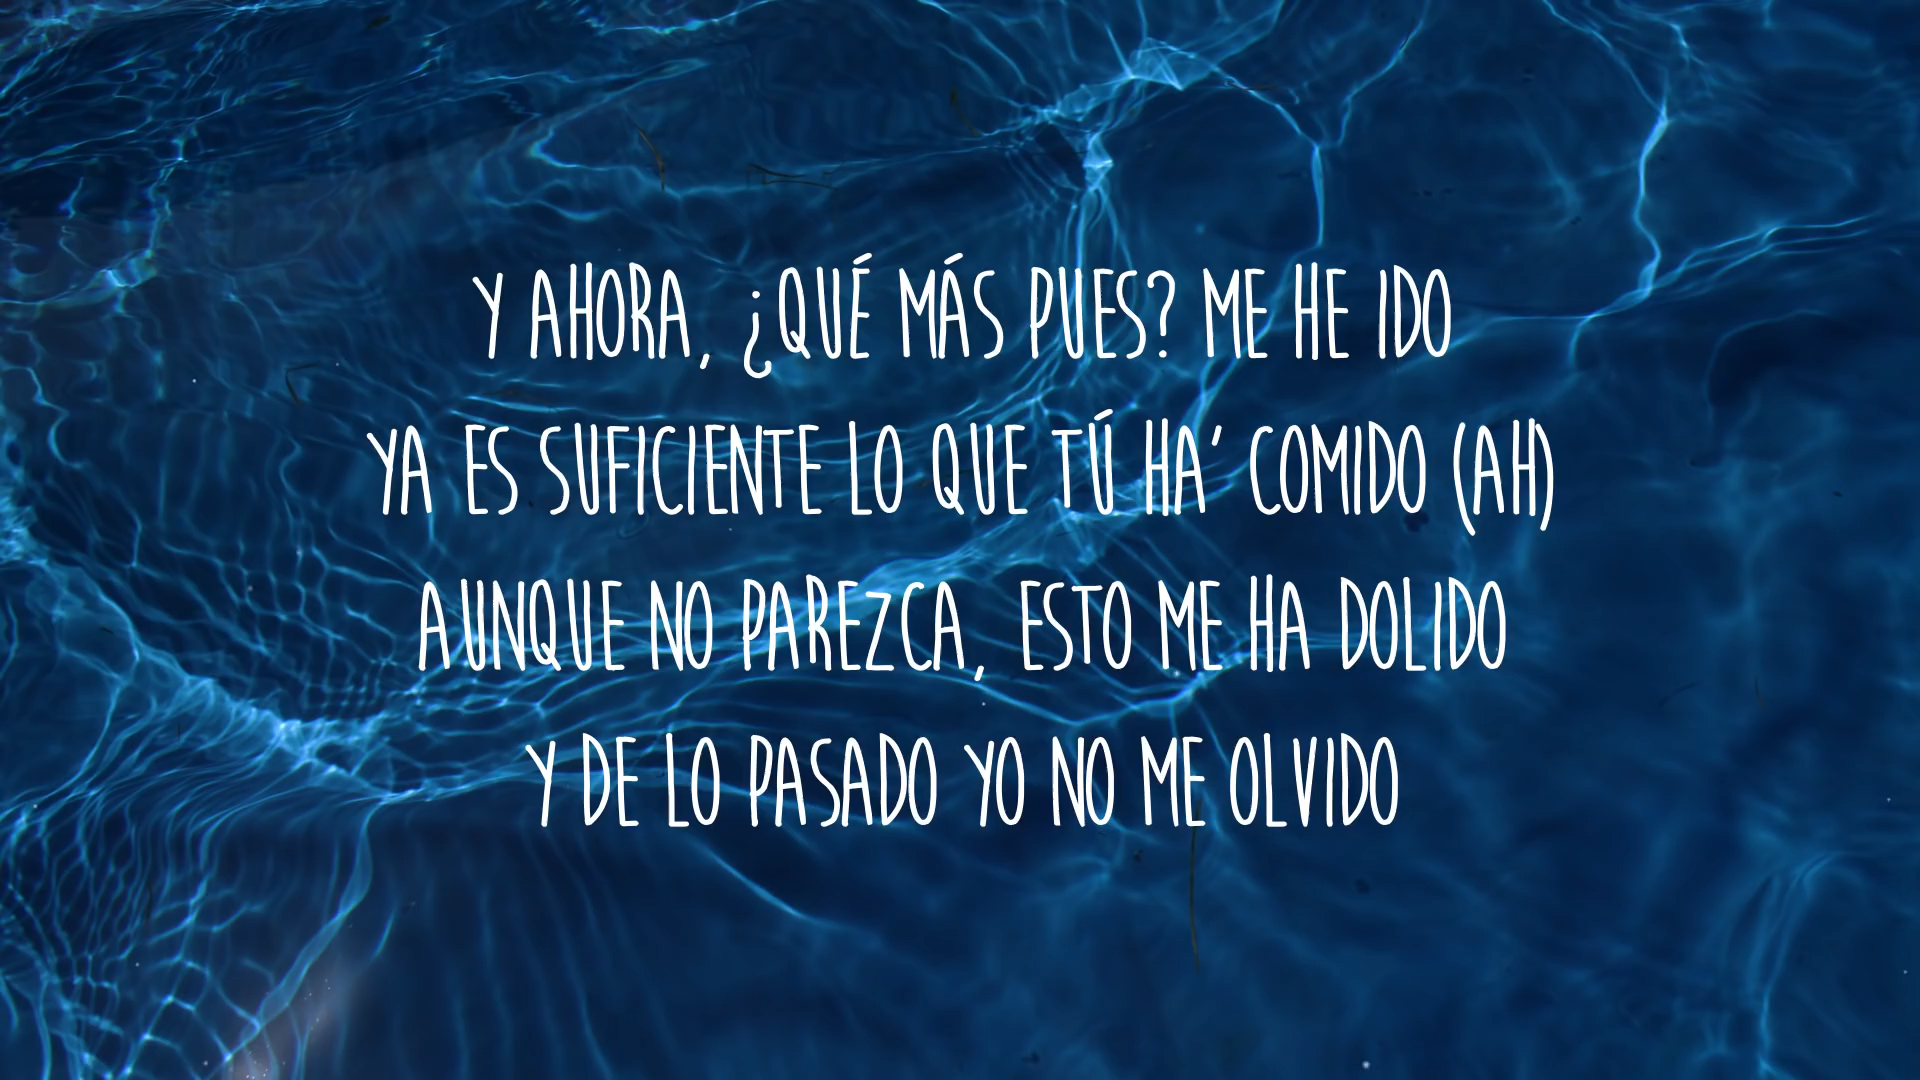 Y AHORA, ¿QUÉ MÁS PUES? ME HE IDO
YA ES SUFICIENTE LO QUE TÚ HA' COMIDO (AH)
AUNQUE NO PAREZCA, ESTO ME HA DOLIDO
Y DE LO PASADO YO NO ME OLVIDO